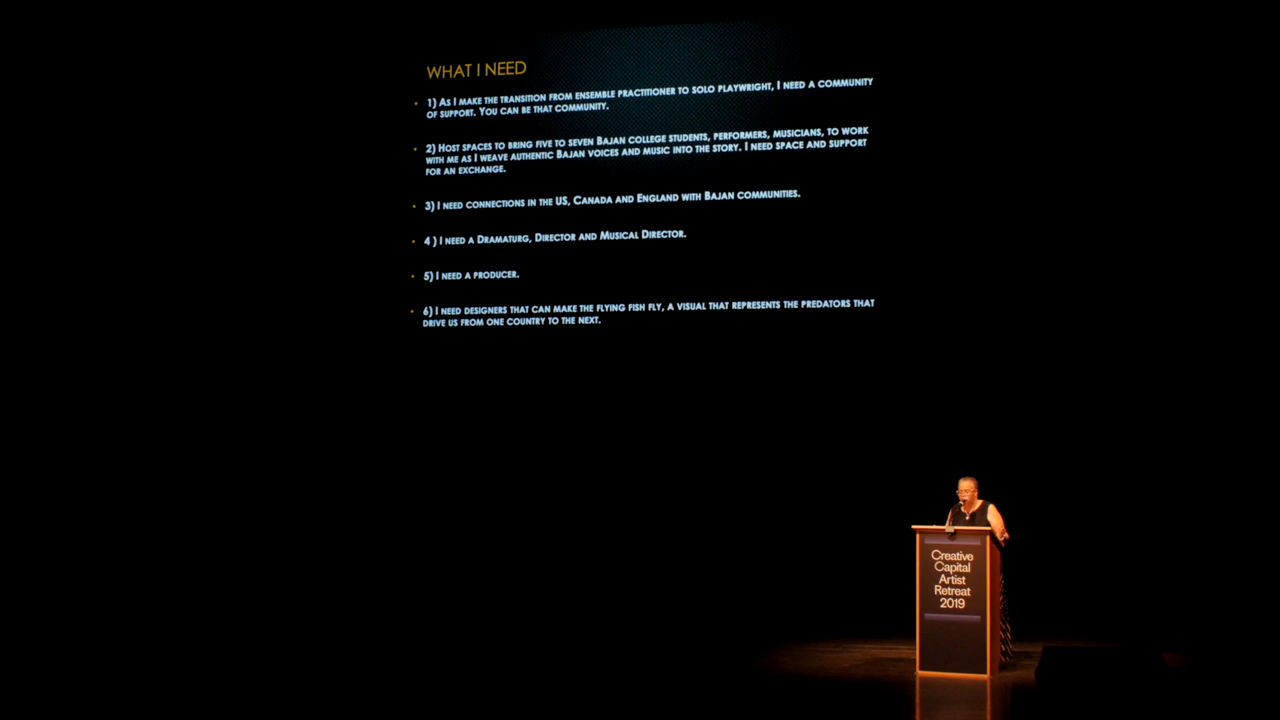 WHAT I NEED
• 1) AS I MAKE THE TRANSITION FROM ENSEMBLE PRACTITIONER TO SOLO PLAYWRIGHT, I NEED A COMMUNITY
OF SUPPORT. YOU CAN BE THAT COMMUNITY.
• 2) HOST SPACES TO BRING FIVE TO SEVEN BAJAN COLLEGE STUDENTS, PERFORMERS, MUSICIANS, TO WORK
WITH ME AS I WEAVE AUTHENTIC BAJAN VOICES AND MUSIC INTO THE STORY. I NEED SPACE AND SUPPORT
FOR AN EXCHANGE.
• 3) I NEED CONNECTIONS IN THE US, CANADA AND ENGLAND WITH BAJAN COMMUNITIES.
• 4 ) I NEED A DRAMATURG, DIRECTOR AND MUSICAL DIRECTOR.
• 5) I NEED A PRODUCER.
• 6) I NEED DESIGNERS THAT CAN MAKE THE FLYING FISH FLY, A VISUAL THAT REPRESENTS THE PREDATORS THAT
DRIVE US FROM ONE COUNTRY TO THE NEXT.
Creative
Capital
Artist
Retreat
2019